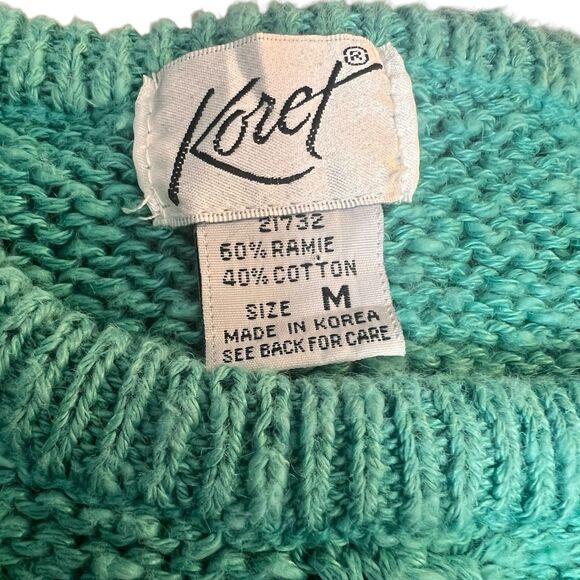 Koret®
21732
60% RAMIE
40% COTTON
SIZE M
MADE IN KOREA
SEE BACK FOR CARE